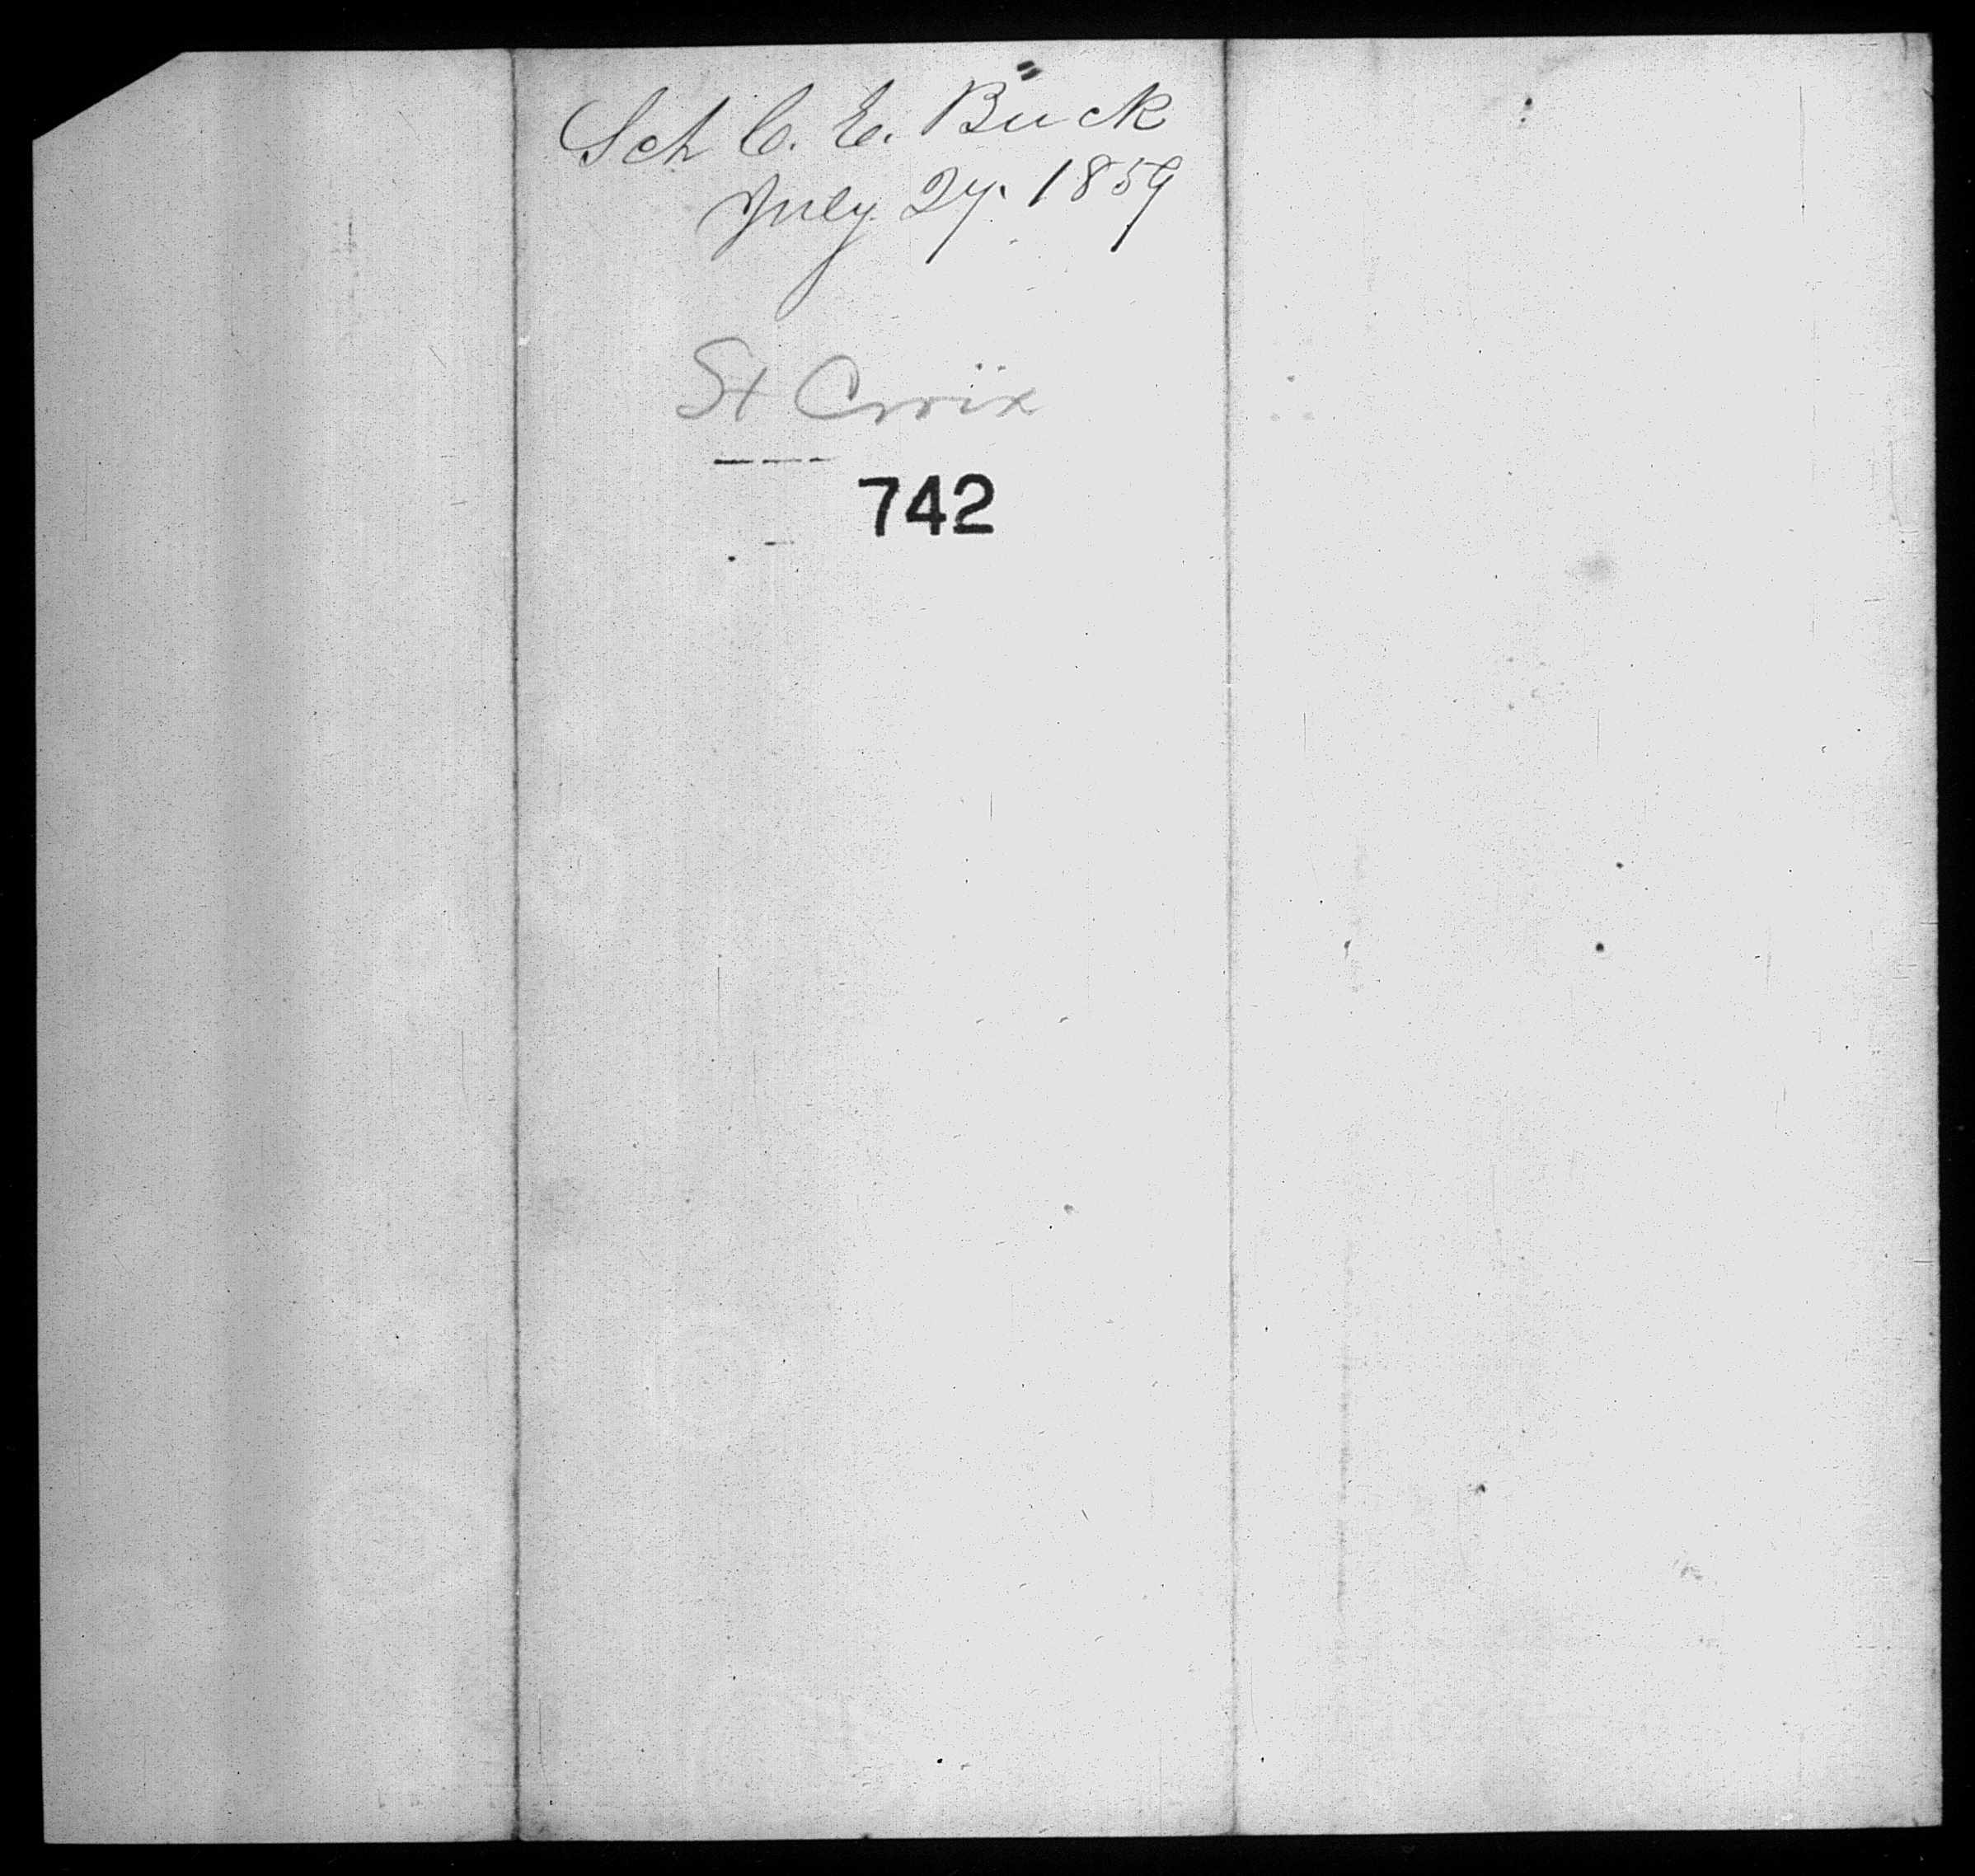 Sch C. E. Buck
July 27. 1859
St Croix
742